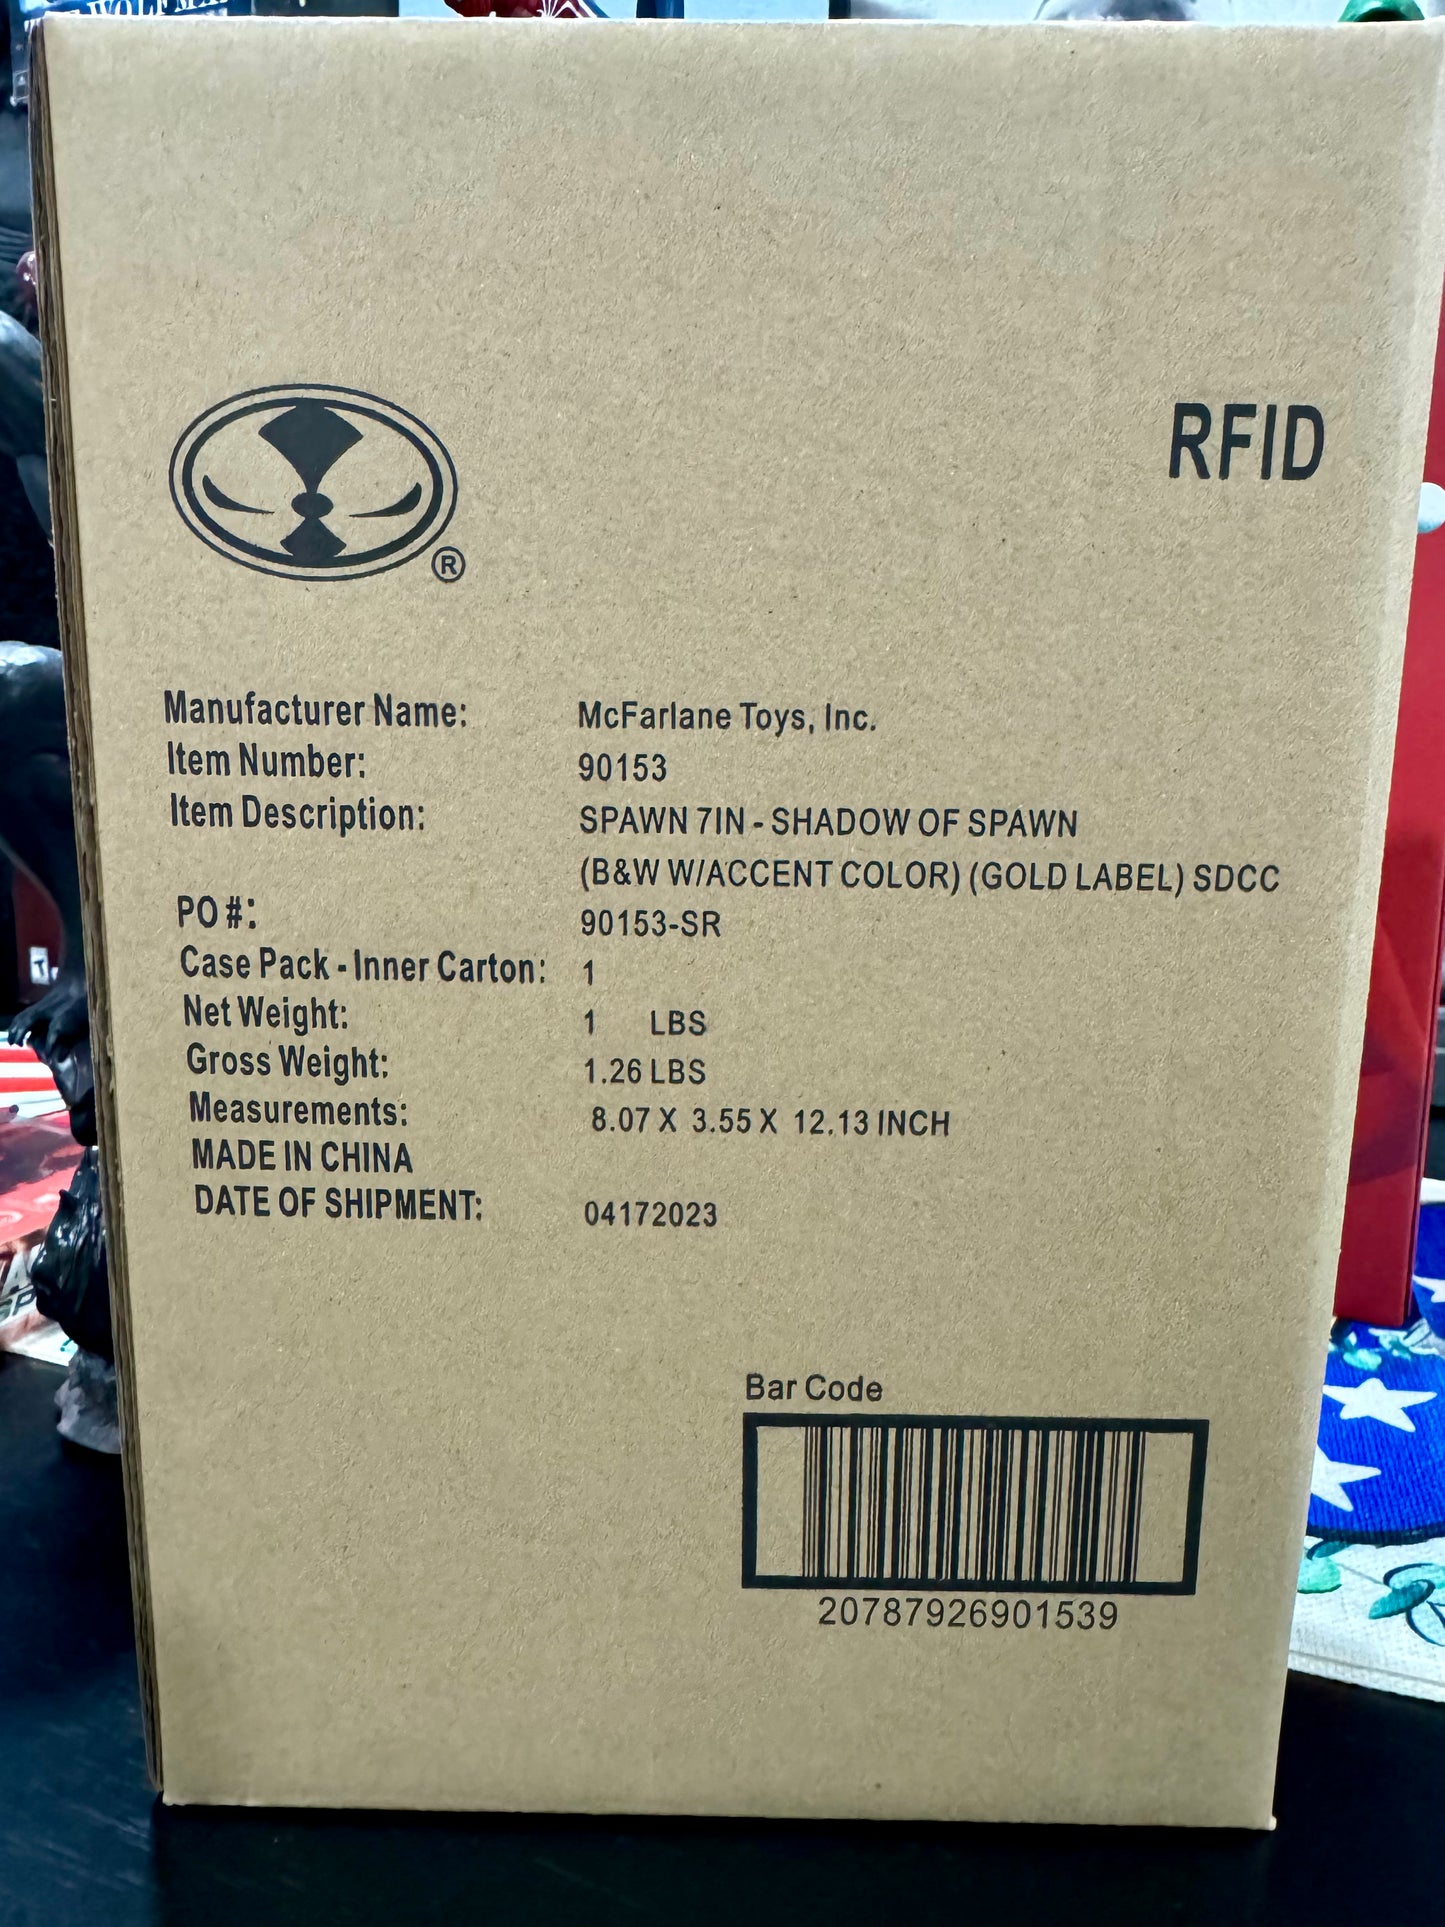 RFID
®
Manufacturer Name: McFarlane Toys, Inc.
Item Number: 90153
Item Description: SPAWN 7IN - SHADOW OF SPAWN
(B&W W/ACCENT COLOR) (GOLD LABEL) SDCC
PO #: 90153-SR
Case Pack - Inner Carton: 1
Net Weight: 1 LBS
Gross Weight: 1.26 LBS
Measurements: 8.07 X 3.55 X 12.13 INCH
MADE IN CHINA
DATE OF SHIPMENT: 04172023
Bar Code
20787926901539